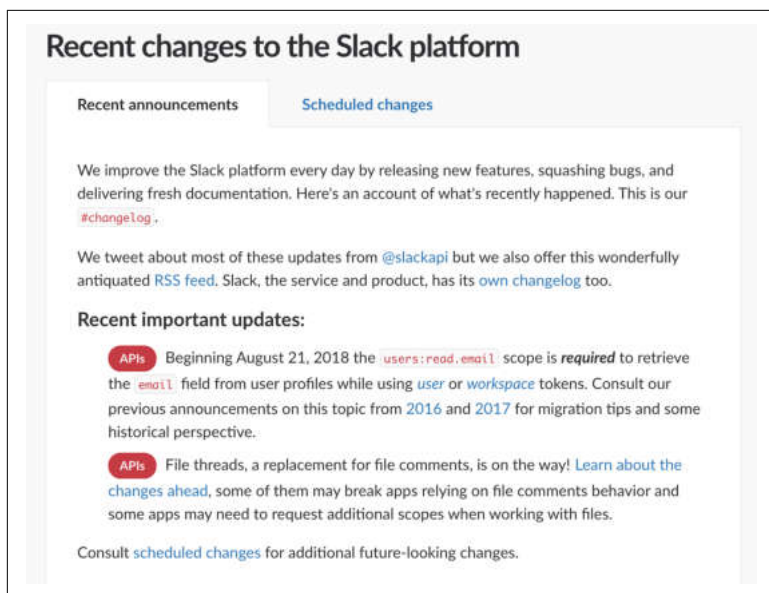 Recent changes to the Slack platform
Recent announcements
Scheduled changes
We improve the Slack platform every day by releasing new features, squashing bugs, and
delivering fresh documentation. Here's an account of what's recently happened. This is our
#changelog.
We tweet about most of these updates from @slackapi but we also offer this wonderfully
antiquated RSS feed. Slack, the service and product, has its own changelog too.
Recent important updates:
APIs Beginning August 21, 2018 the users:read.email scope is required to retrieve
the email field from user profiles while using user or workspace tokens. Consult our
previous announcements on this topic from 2016 and 2017 for migration tips and some
historical perspective.
APIs File threads, a replacement for file comments, is on the way! Learn about the
changes ahead, some of them may break apps relying on file comments behavior and
some apps may need to request additional scopes when working with files.
Consult scheduled changes for additional future-looking changes.